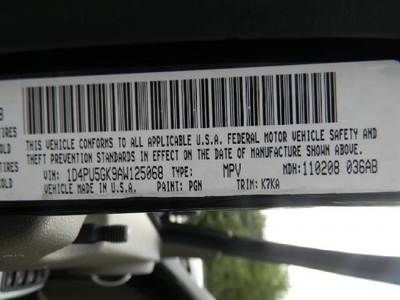 THIS VEHICLE CONFORMS TO ALL APPLICABLE U.S.A. FEDERAL MOTOR VEHICLE SAFETY AND
THEFT PREVENTION STANDARDS IN EFFECT ON THE DATE OF MANUFACTURE SHOWN ABOVE.
VIN: 1D4PU5GK9AW125068 TYPE: MPV MDH: 110208 036AB
VEHICLE MADE IN U.S.A. PAINT: PGN TRIM: K7KA